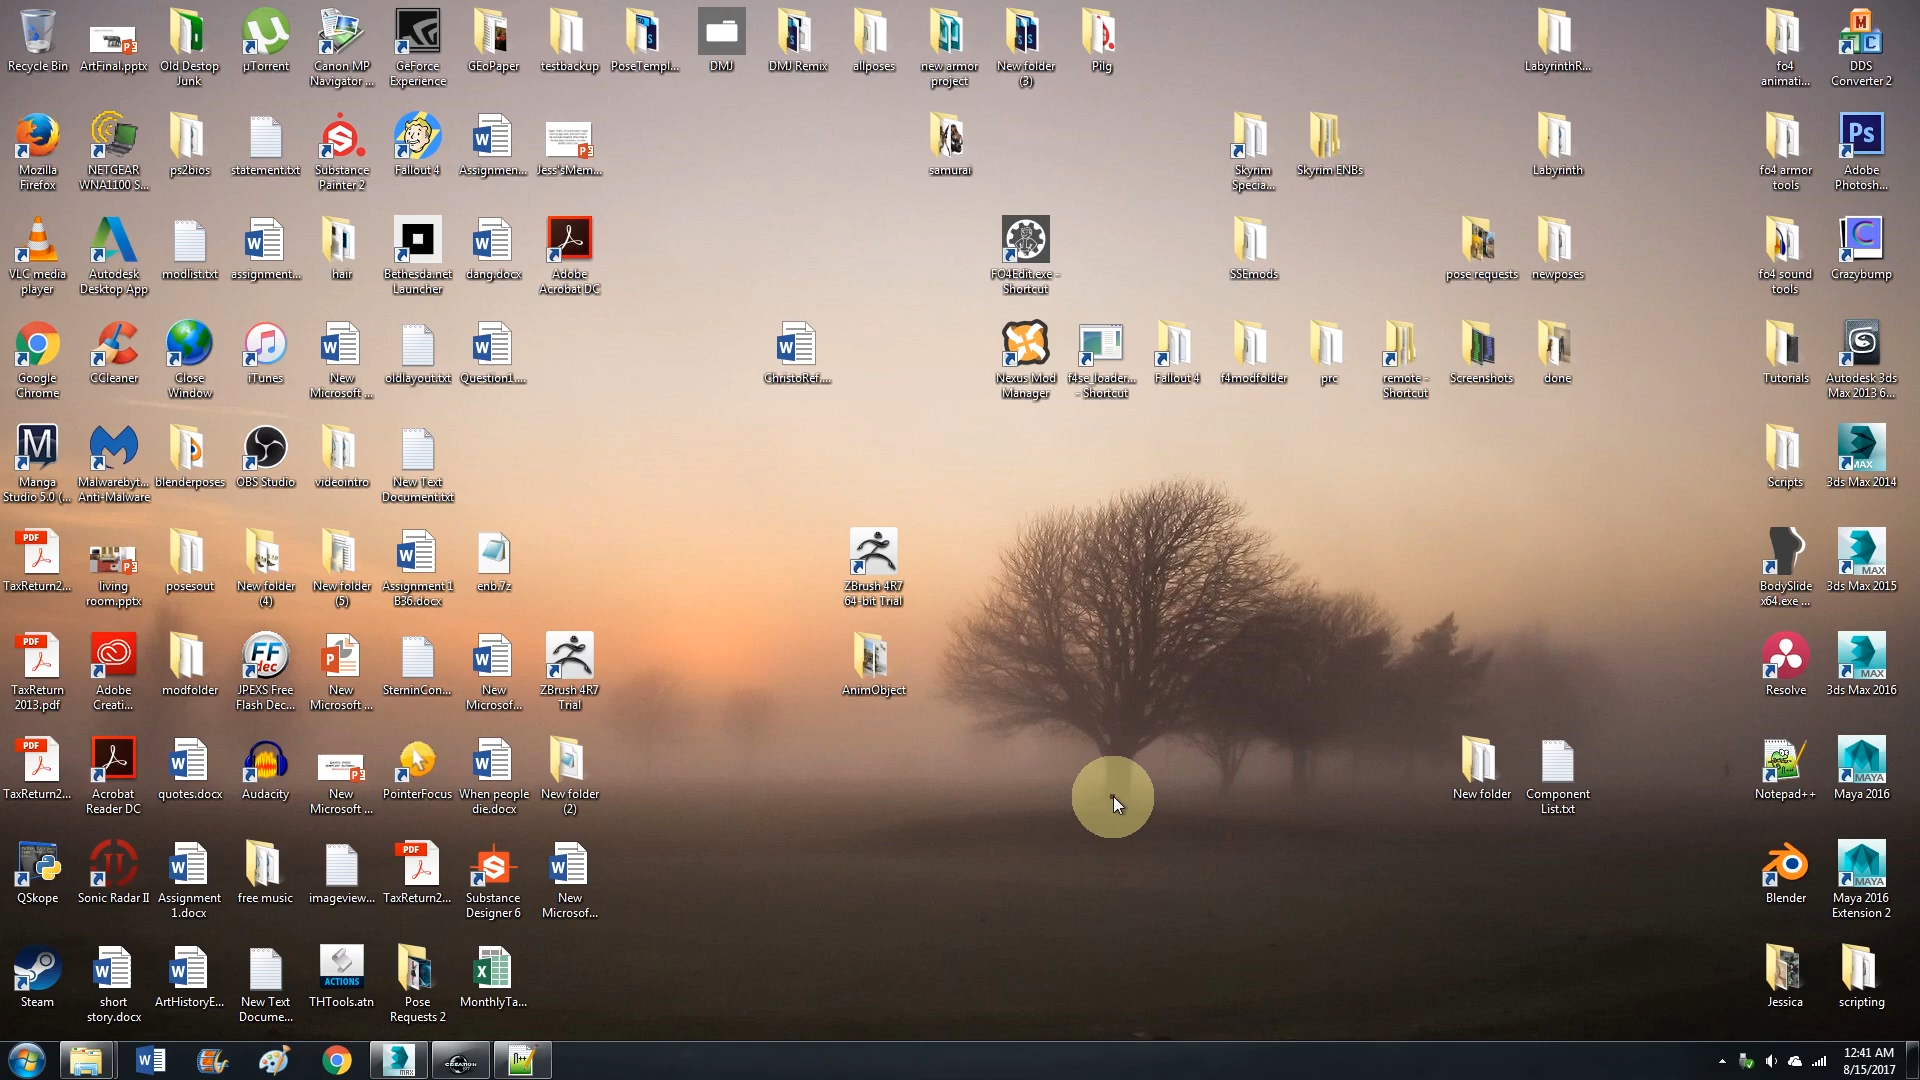 Recycle Bin
ArtFinal.pptx
Old Destop
Junk
µTorrent
Canon MP
Navigator ...
GeForce
Experience
GEoPaper
testbackup
PoseTempl...
DMJ
DMJ Remix
allposes
new armor
project
New folder
(3)
Pilg
LabyrinthR...
fo4
animati...
DDS
Converter 2
Mozilla
Firefox
NETGEAR
WNA1100 S...
ps2bios
statement.txt
Substance
Painter 2
Fallout 4
Assignmen...
Jess'sMem...
samurai
Skyrim
Specia...
Skyrim ENBs
Labyrinth
fo4 armor
tools
Adobe
Photosh...
VLC media
player
Autodesk
Desktop App
modlist.txt
assignment...
hair
Bethesda.net
Launcher
dang.docx
Adobe
Acrobat DC
FO4Edit.exe -
Shortcut
SSEmods
pose requests
newposes
fo4 sound
tools
Crazybump
Google
Chrome
CCleaner
Close
Window
iTunes
New
Microsoft ...
oldlayout.txt
Question1....
ChristoRef...
Nexus Mod
Manager
f4se_loader...
- Shortcut
Fallout 4
f4modfolder
prc
remote -
Shortcut
Screenshots
done
Tutorials
Autodesk 3ds
Max 2013 6...
Manga
Studio 5.0 (...
Malwarebyt...
Anti-Malware
blenderposes
OBS Studio
videointro
New Text
Document.txt
Scripts
3ds Max 2014
TaxReturn2...
living
room.pptx
posesout
New folder
(4)
New folder
(5)
Assignment 1
B36.docx
enb.7z
ZBrush 4R7
64-bit Trial
BodySlide
x64.exe ...
3ds Max 2015
TaxReturn
2013.pdf
Adobe
Creati...
modfolder
JPEXS Free
Flash Dec...
New
Microsoft ...
SterninCon...
New
Microsof...
ZBrush 4R7
Trial
AnimObject
Resolve
3ds Max 2016
TaxReturn2...
Acrobat
Reader DC
quotes.docx
Audacity
New
Microsoft ...
PointerFocus
When people
die.docx
New folder
(2)
New folder
Component
List.txt
Notepad++
Maya 2016
QSkope
Sonic Radar II
Assignment
1.docx
free music
imageview...
TaxReturn2...
Substance
Designer 6
New
Microsof...
Blender
Maya 2016
Extension 2
Steam
short
story.docx
ArtHistoryE...
New Text
Docume...
ACTIONS
THTools.atn
Pose
Requests 2
MonthlyTa...
Jessica
scripting
12:41 AM
8/15/2017